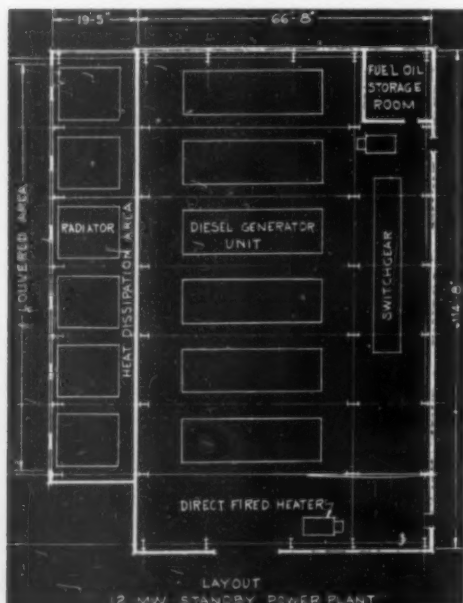 19'-5"
66'-8"
FUEL OIL
STORAGE
ROOM
LOUVERED AREA
RADIATOR
HEAT DISSIPATION AREA
DIESEL GENERATOR
UNIT
SWITCHGEAR
114'-8"
DIRECT FIRED HEATER
LAYOUT
12 MW STANDBY POWER PLANT